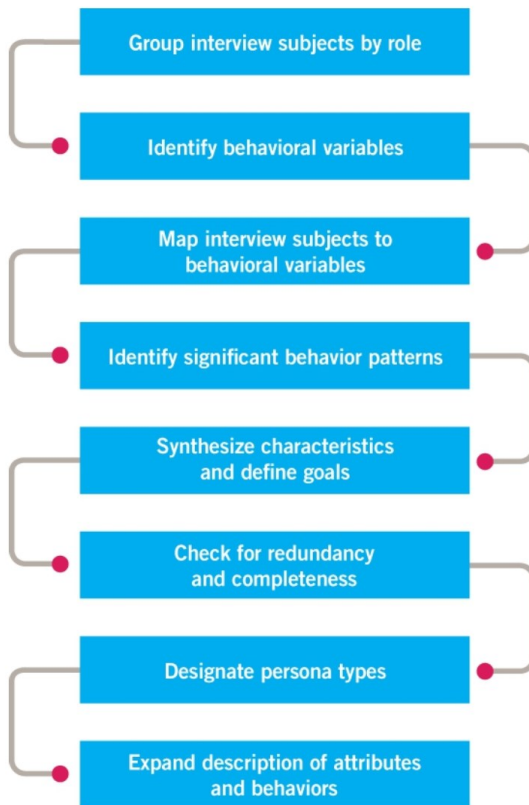 Group interview subjects by role
Identify behavioral variables
Map interview subjects to
behavioral variables
Identify significant behavior patterns
Synthesize characteristics
and define goals
Check for redundancy
and completeness
Designate persona types
Expand description of attributes
and behaviors